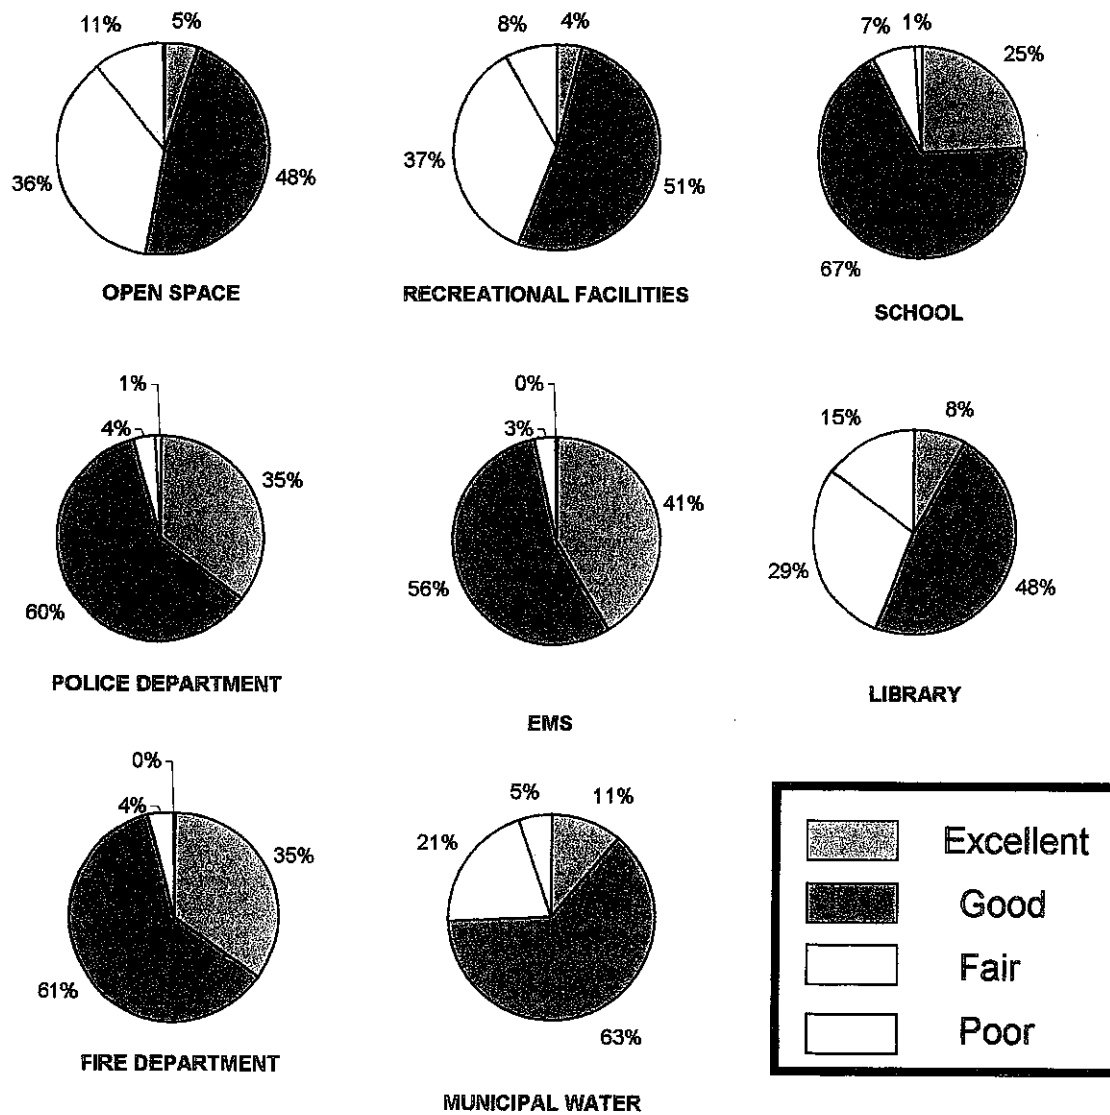 11% 5%
36% 48%
OPEN SPACE
8% 4%
37% 51%
RECREATIONAL FACILITIES
7% 1% 25%
67%
SCHOOL
1%
4% 35%
60%
POLICE DEPARTMENT
0%
3% 41%
56%
EMS
15% 8%
29% 48%
LIBRARY
0%
4% 35%
61%
FIRE DEPARTMENT
5% 11%
21%
63%
MUNICIPAL WATER
Excellent
Good
Fair
Poor